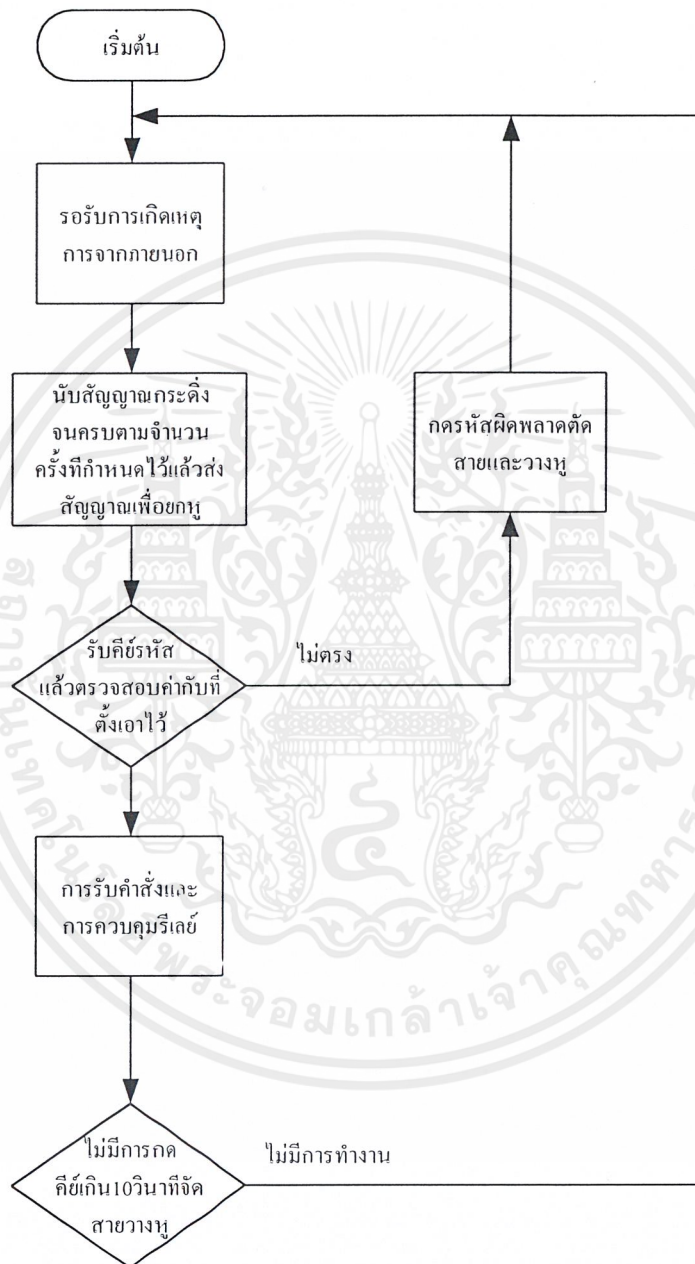 เริ่มต้น
รอรับการเกิดเหตุ
การจากภายนอก
นับสัญญาณกระดิ่ง
จนครบตามจำนวน
ครั้งที่กำหนดไว้แล้วส่ง
สัญญาณเพื่อยกหู
กดรหัสผิดพลาดตัด
สายและวางหู
รับคีย์รหัส
แล้วตรวจสอบค่ากับที่
ตั้งเอาไว้
ไม่ตรง
การรับคำสั่งและ
การควบคุมรีเลย์
ไม่มีการกด
คีย์เกิน10วินาทีจัด
สายวางหู
ไม่มีการทำงาน